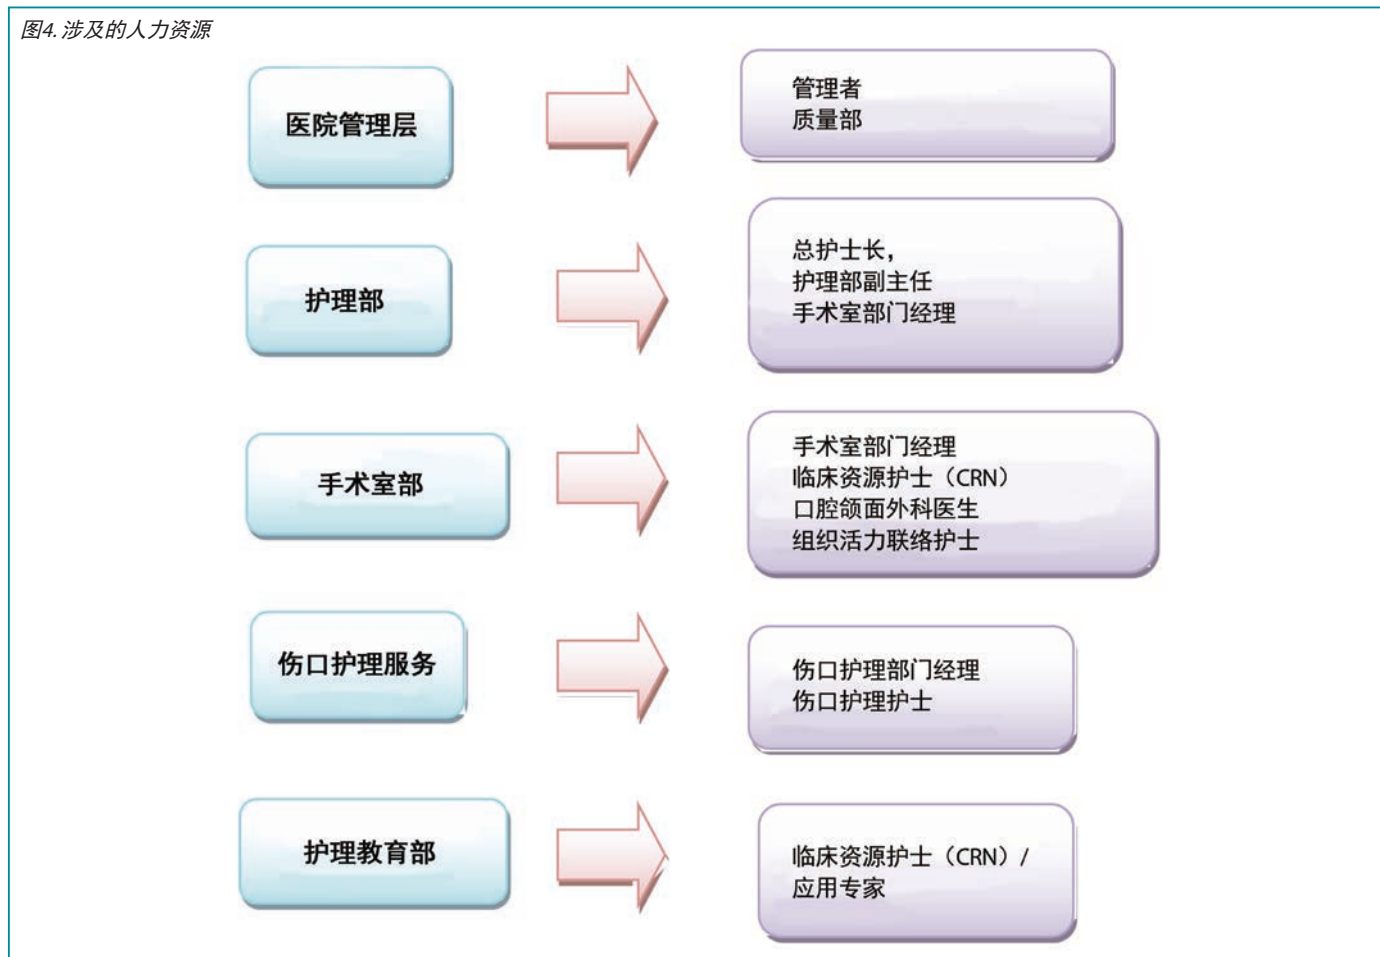 图4. 涉及的人力资源
医院管理层
管理者
质量部
护理部
总护士长，
护理部副主任
手术室部门经理
手术室部
手术室部门经理
临床资源护士（CRN）
口腔颌面外科医生
组织活力联络护士
伤口护理服务
伤口护理部门经理
伤口护理护士
护理教育部
临床资源护士（CRN）/
应用专家